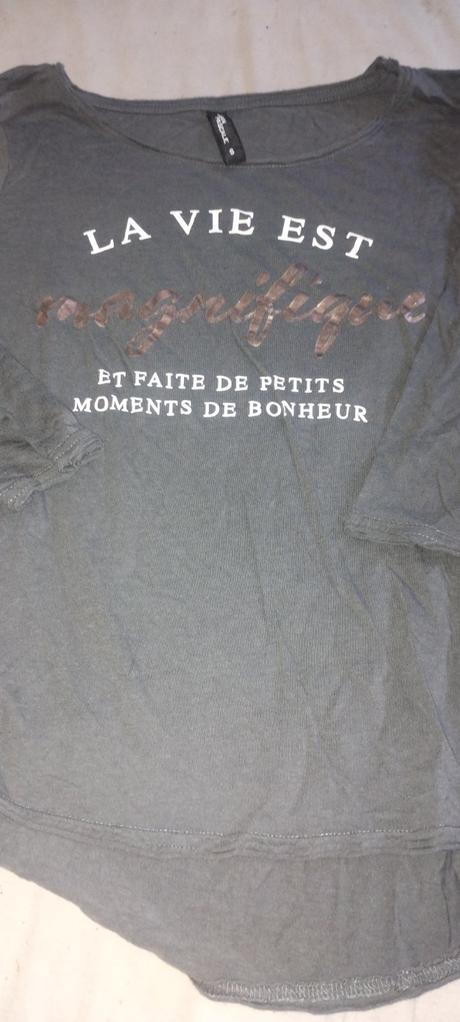 LA VIE EST
magnifique
ET FAITE DE PETITS
MOMENTS DE BONHEUR
S